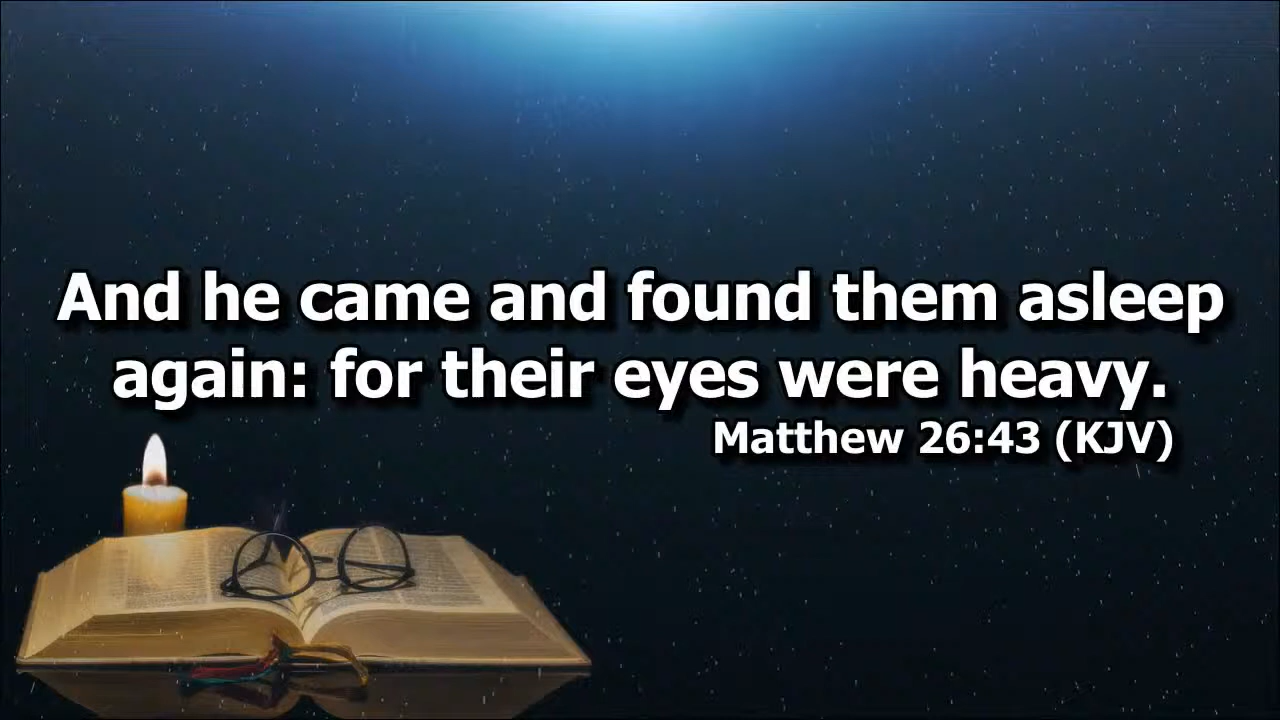 And he came and found them asleep
again: for their eyes were heavy.
Matthew 26:43 (KJV)